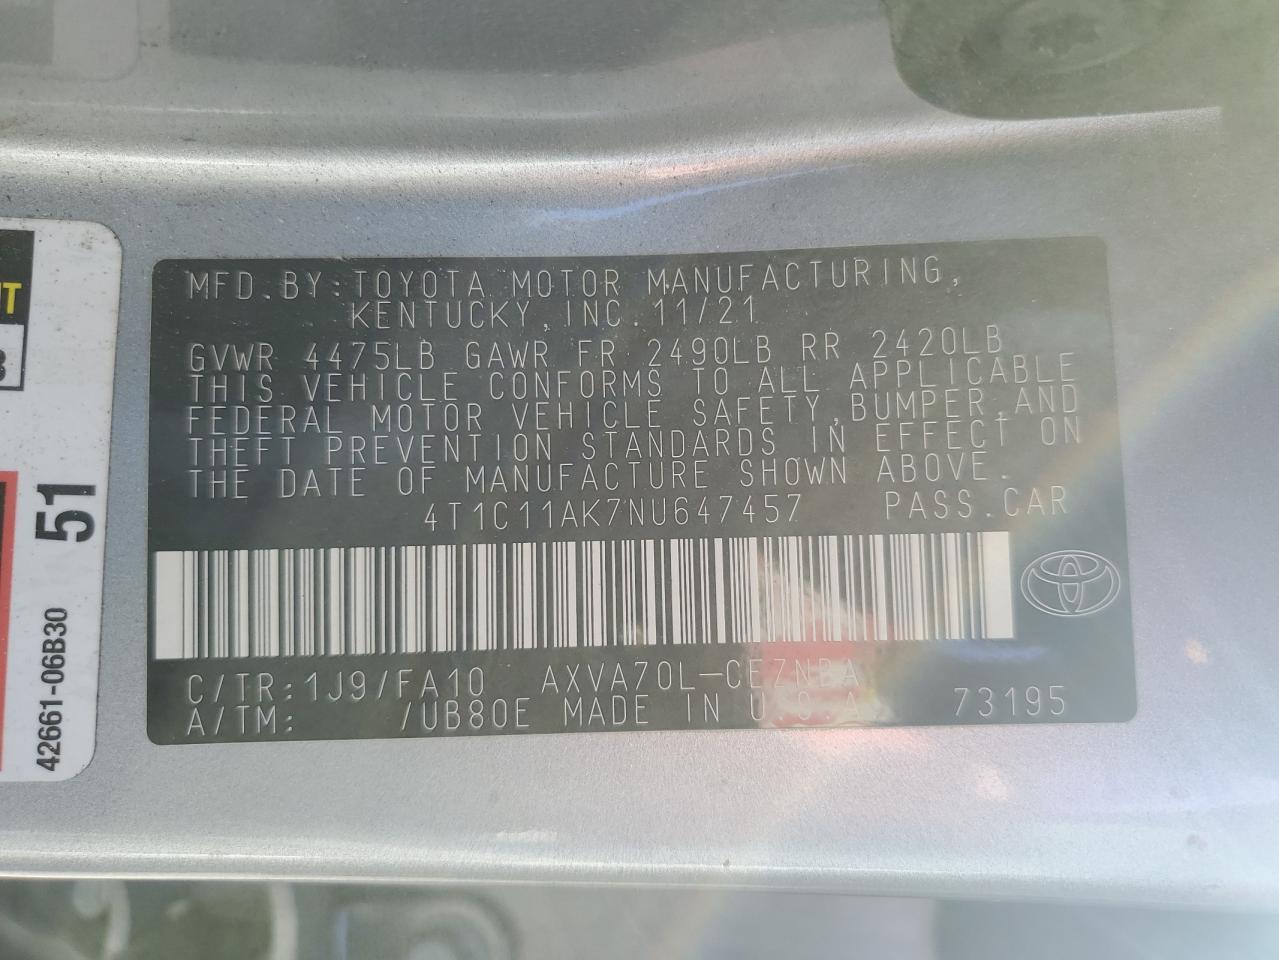 MFD.BY:TOYOTA MOTOR MANUFACTURING,
KENTUCKY,INC.11/21
GVWR 4475LB GAWR FR 2490LB RR 2420LB
THIS VEHICLE CONFORMS TO ALL APPLICABLE
FEDERAL MOTOR VEHICLE SAFETY,BUMPER,AND
THEFT PREVENTION STANDARDS IN EFFECT ON
THE DATE OF MANUFACTURE SHOWN ABOVE.
4T1C11AK7NU647457 PASS.CAR
C/TR:1J9/FA10 AXVA70L-CEZNBA
A/TM: /UB80E MADE IN U.S.A. 73195
51
42661-06B30